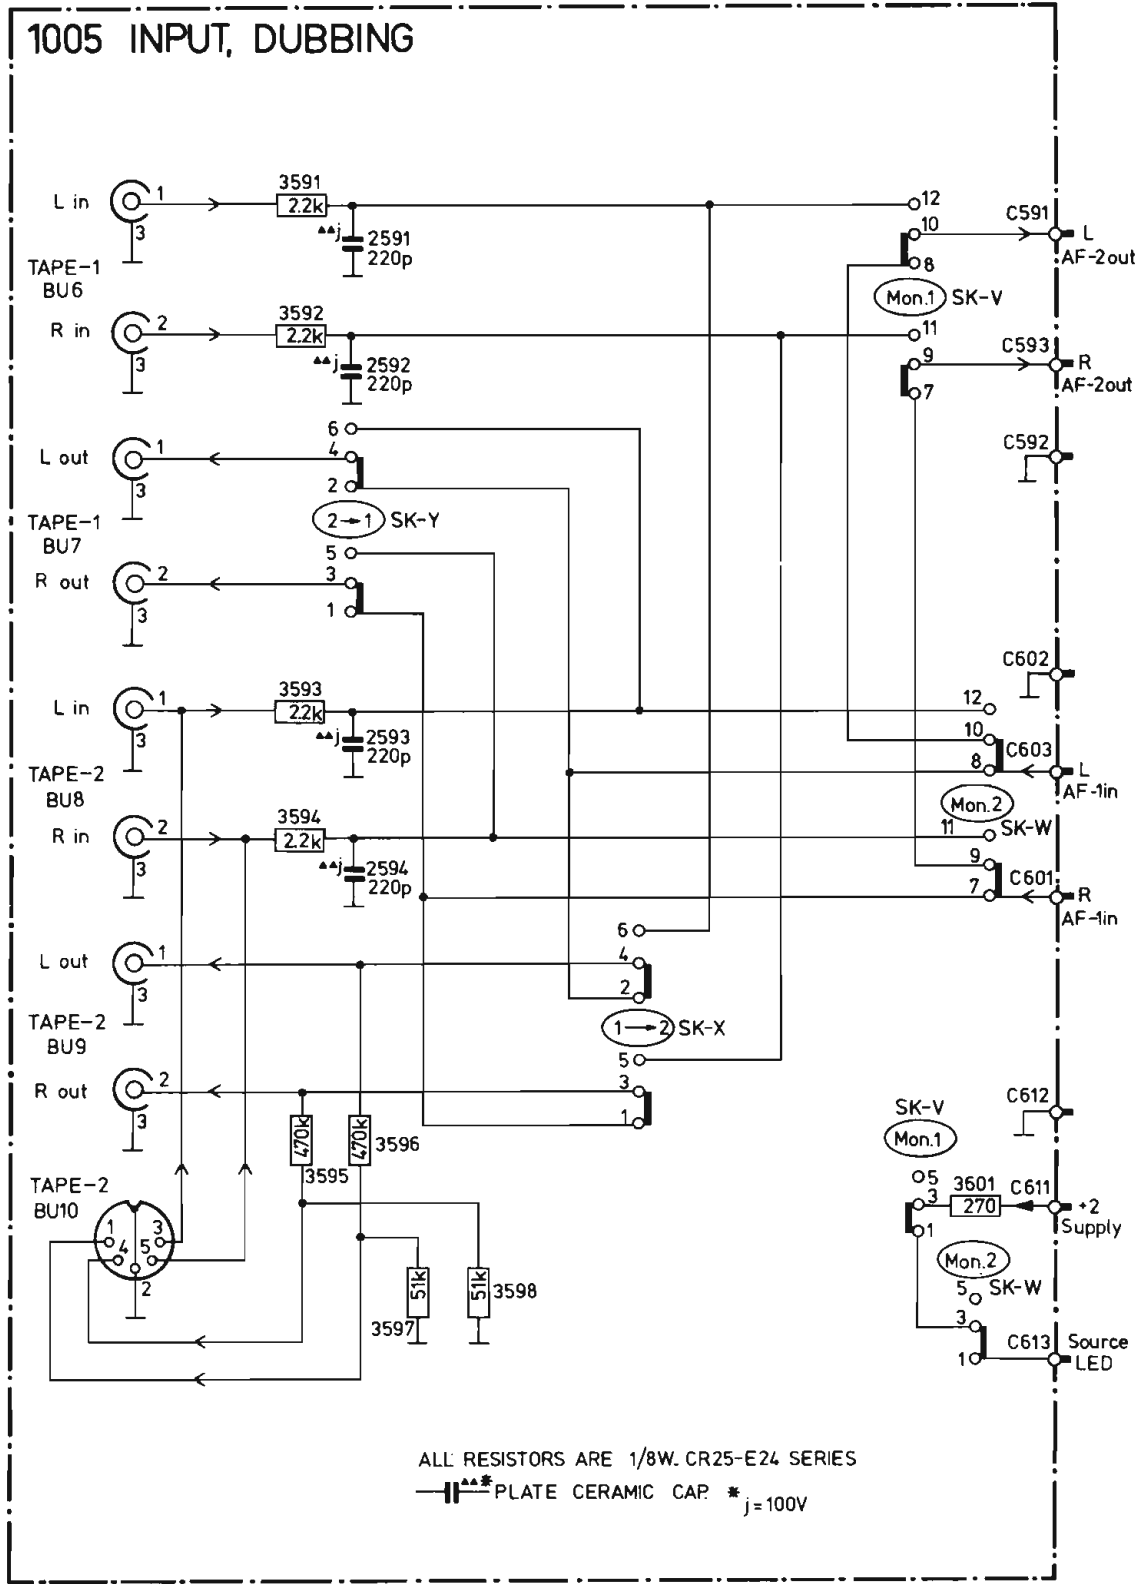 1005 INPUT, DUBBING
L in 1 3591 2.2k 12
3 ▲▲j 2591 220p 10 C591 L
TAPE-1 8 AF-2out
BU6 Mon.1 SK-V
R in 2 3592 2.2k 11
3 ▲▲j 2592 220p 9 C593 R
7 AF-2out
6
L out 1 4 C592
3 2
TAPE-1 2→1 SK-Y
BU7 5
R out 2 3
3 1
C602
L in 1 3593 2.2k 12
3 ▲▲j 2593 220p 10 C603
TAPE-2 8 L
BU8 AF-1in
Mon.2
R in 2 3594 2.2k 11 SK-W
3 ▲▲j 2594 220p 9 C601
7 R
AF-1in
6
L out 1 4
3 2
TAPE-2 1→2 SK-X
BU9 5
R out 2 3
3 1 C612
SK-V
470k 470k 3596 Mon.1
3595 5
TAPE-2 3 3601 C611 +2
BU10 270 Supply
1 3 1
4 5 Mon.2
2 5 SK-W
51k 51k 3598
3597 3 C613 Source
1 LED
ALL RESISTORS ARE 1/8W. CR25-E24 SERIES
▲▲* PLATE CERAMIC CAP. * j=100V